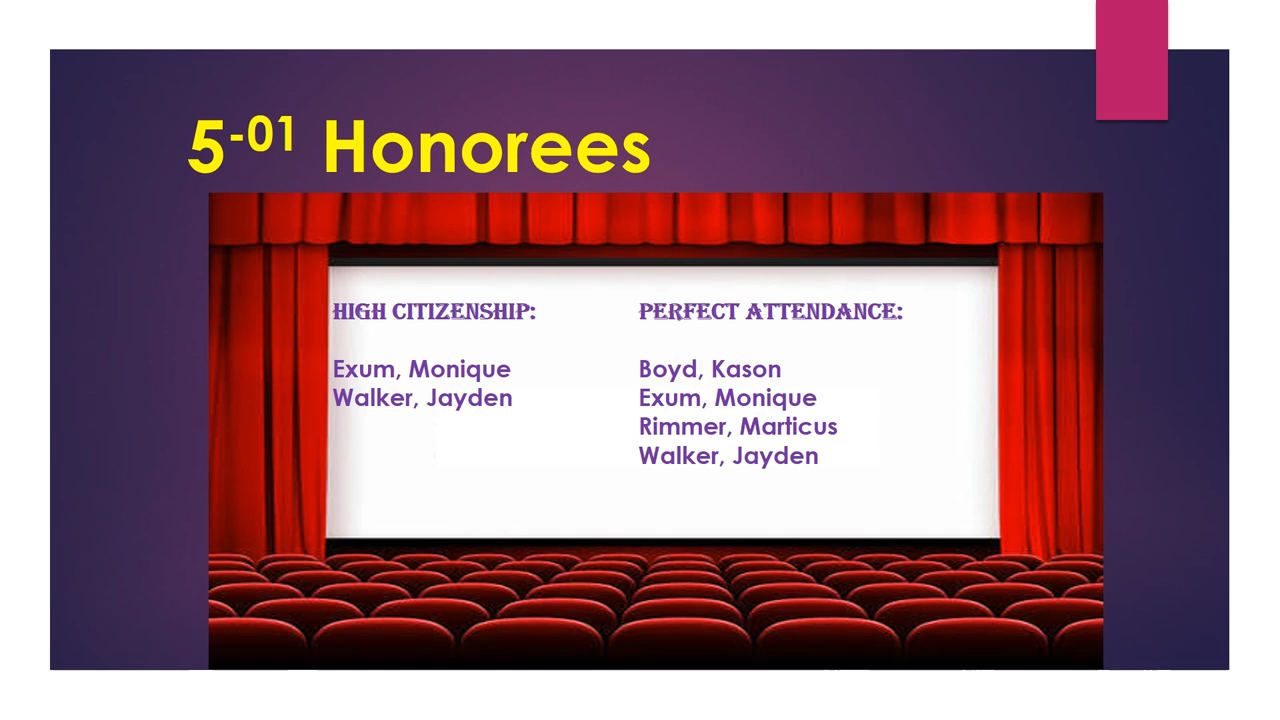 5-01 Honorees
HIGH CITIZENSHIP:
Exum, Monique
Walker, Jayden
PERFECT ATTENDANCE:
Boyd, Kason
Exum, Monique
Rimmer, Marticus
Walker, Jayden